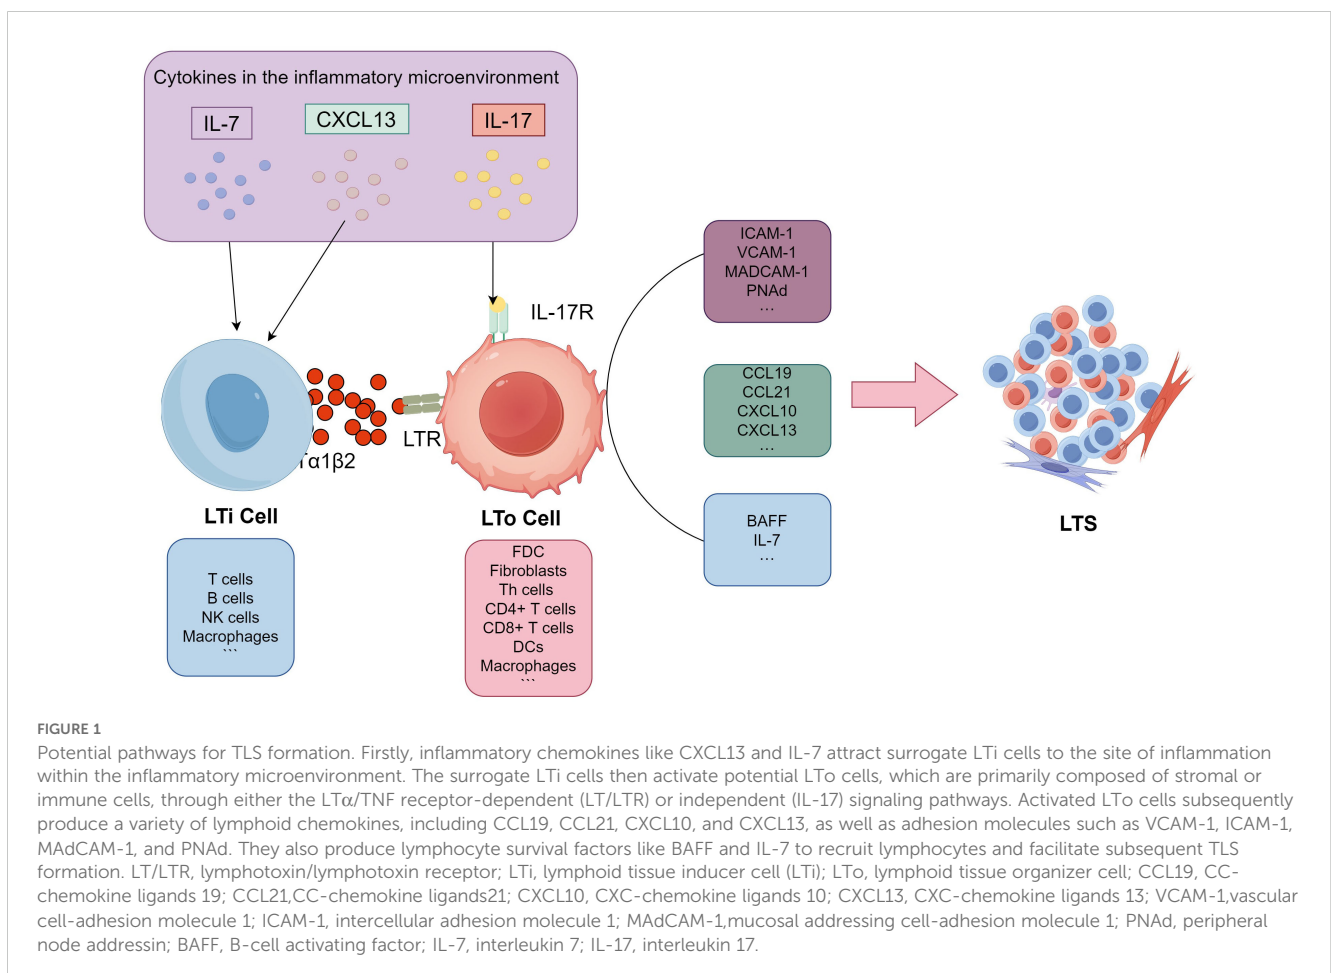 Cytokines in the inflammatory microenvironment
IL-7
CXCL13
IL-17
IL-17R
LTR
Tα1β2
LTi Cell
T cells
B cells
NK cells
Macrophages
```
LTo Cell
FDC
Fibroblasts
Th cells
CD4+ T cells
CD8+ T cells
DCs
Macrophages
```
ICAM-1
VCAM-1
MADCAM-1
PNAd
...
CCL19
CCL21
CXCL10
CXCL13
...
BAFF
IL-7
...
LTS
FIGURE 1
Potential pathways for TLS formation. Firstly, inflammatory chemokines like CXCL13 and IL-7 attract surrogate LTi cells to the site of inflammation
within the inflammatory microenvironment. The surrogate LTi cells then activate potential LTo cells, which are primarily composed of stromal or
immune cells, through either the LTα/TNF receptor-dependent (LT/LTR) or independent (IL-17) signaling pathways. Activated LTo cells subsequently
produce a variety of lymphoid chemokines, including CCL19, CCL21, CXCL10, and CXCL13, as well as adhesion molecules such as VCAM-1, ICAM-1,
MAdCAM-1, and PNAd. They also produce lymphocyte survival factors like BAFF and IL-7 to recruit lymphocytes and facilitate subsequent TLS
formation. LT/LTR, lymphotoxin/lymphotoxin receptor; LTi, lymphoid tissue inducer cell (LTi); LTo, lymphoid tissue organizer cell; CCL19, CC-
chemokine ligands 19; CCL21,CC-chemokine ligands21; CXCL10, CXC-chemokine ligands 10; CXCL13, CXC-chemokine ligands 13; VCAM-1,vascular
cell-adhesion molecule 1; ICAM-1, intercellular adhesion molecule 1; MAdCAM-1,mucosal addressing cell-adhesion molecule 1; PNAd, peripheral
node addressin; BAFF, B-cell activating factor; IL-7, interleukin 7; IL-17, interleukin 17.